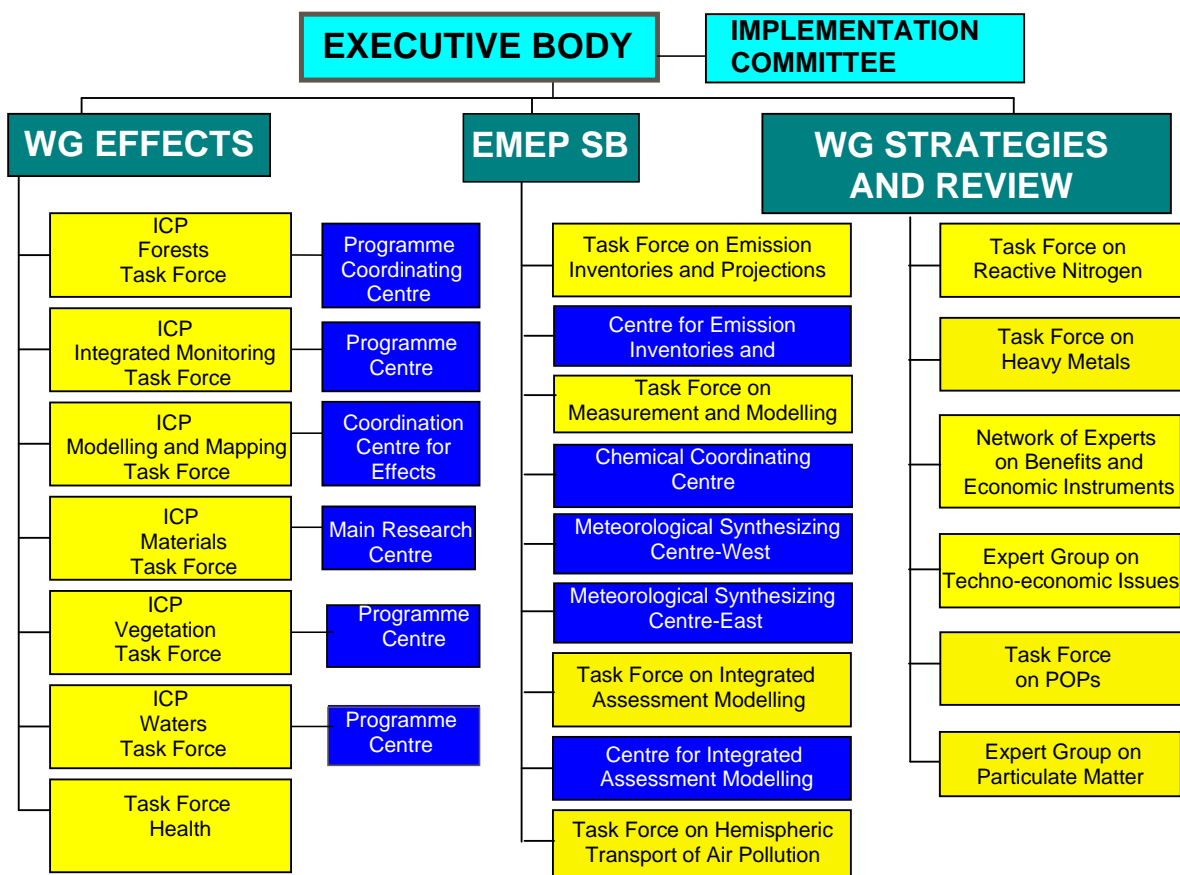 EXECUTIVE BODY
IMPLEMENTATION
COMMITTEE
WG EFFECTS
EMEP SB
WG STRATEGIES
AND REVIEW
ICP
Forests
Task Force
Programme
Coordinating
Centre
ICP
Integrated Monitoring
Task Force
Programme
Centre
ICP
Modelling and Mapping
Task Force
Coordination
Centre for
Effects
ICP
Materials
Task Force
Main Research
Centre
ICP
Vegetation
Task Force
Programme
Centre
ICP
Waters
Task Force
Programme
Centre
Task Force
Health
Task Force on Emission
Inventories and Projections
Centre for Emission
Inventories and
Task Force on
Measurement and Modelling
Chemical Coordinating
Centre
Meteorological Synthesizing
Centre-West
Meteorological Synthesizing
Centre-East
Task Force on Integrated
Assessment Modelling
Centre for Integrated
Assessment Modelling
Task Force on Hemispheric
Transport of Air Pollution
Task Force on
Reactive Nitrogen
Task Force on
Heavy Metals
Network of Experts
on Benefits and
Economic Instruments
Expert Group on
Techno-economic Issues
Task Force
on POPs
Expert Group on
Particulate Matter